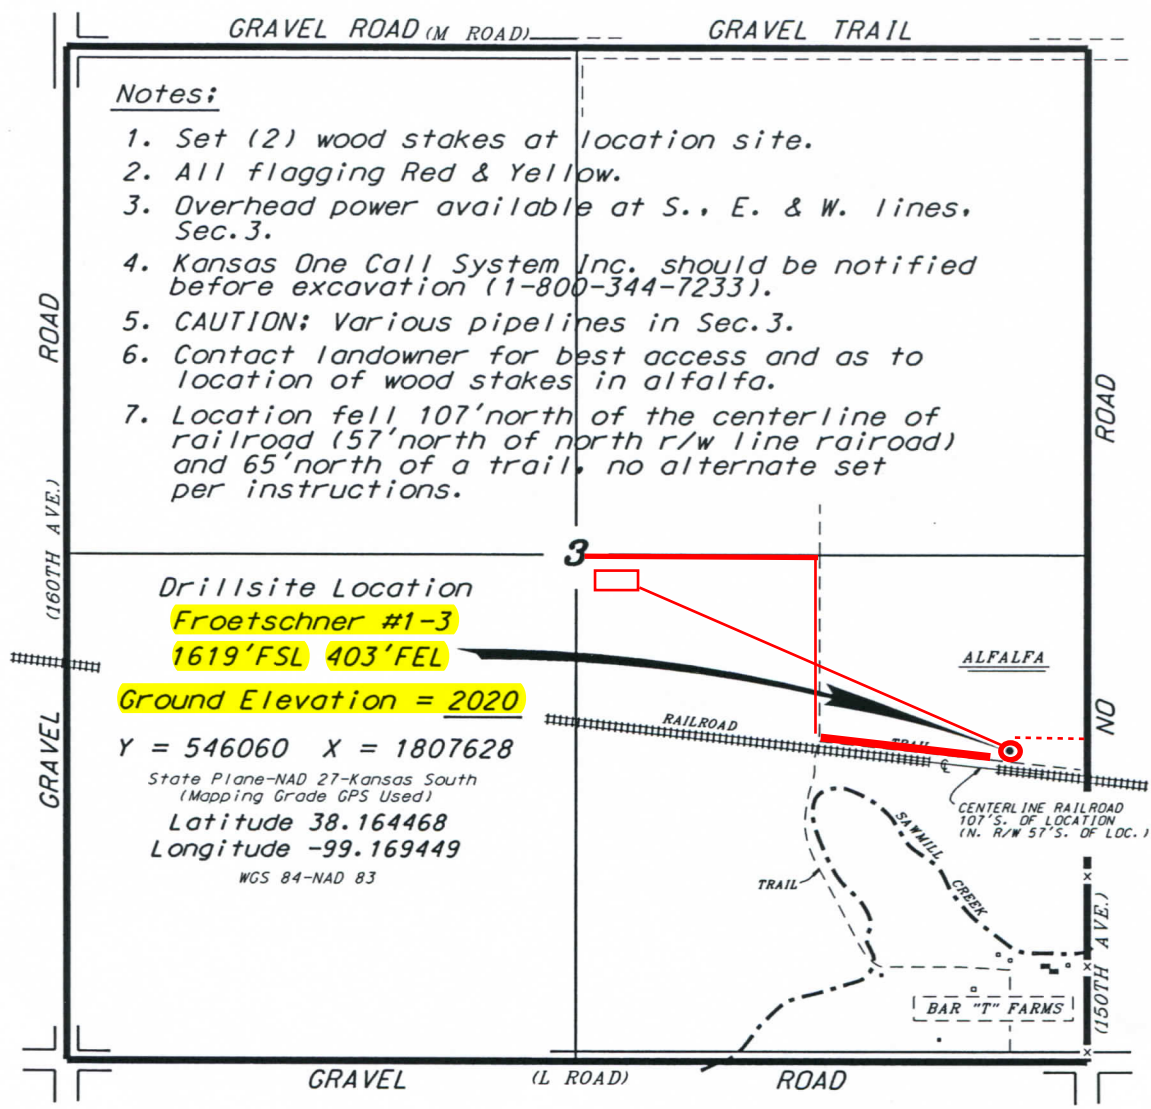 GRAVEL ROAD (M ROAD)
GRAVEL TRAIL
Notes:
1. Set (2) wood stakes at location site.
2. All flagging Red & Yellow.
3. Overhead power available at S., E. & W. lines,
Sec.3.
4. Kansas One Call System Inc. should be notified
before excavation (1-800-344-7233).
5. CAUTION: Various pipelines in Sec.3.
6. Contact landowner for best access and as to
location of wood stakes in alfalfa.
7. Location fell 107'north of the centerline of
railroad (57'north of north r/w line rairoad)
and 65'north of a trail, no alternate set
per instructions.
GRAVEL (160TH AVE.) ROAD
3
Drillsite Location
Froetschner #1-3
1619'FSL 403'FEL
Ground Elevation = 2020
Y = 546060 X = 1807628
State Plane-NAD 27-Kansas South
(Mapping Grade GPS Used)
Latitude 38.164468
Longitude -99.169449
WGS 84-NAD 83
ALFALFA
RAILROAD
TRAIL
CENTERLINE RAILROAD
107'S. OF LOCATION
(N. R/W 57'S. OF LOC.)
SAWMILL
CREEK
TRAIL
BAR "T" FARMS
(150TH AVE.)
NO
ROAD
GRAVEL (L ROAD) ROAD